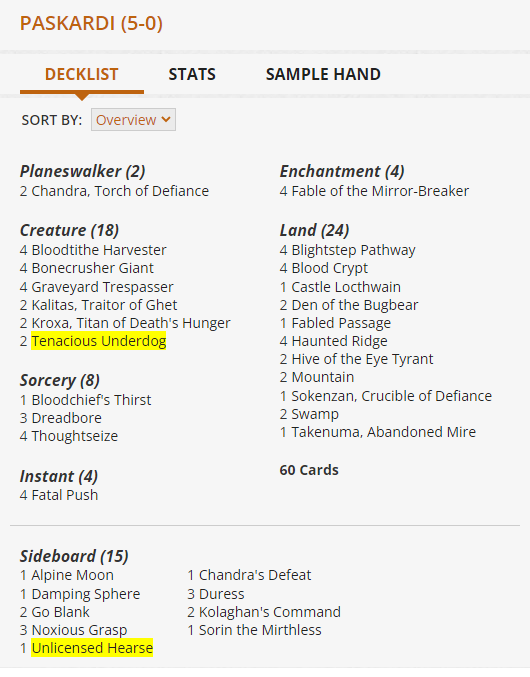 PASKARDI (5-0)
DECKLIST STATS SAMPLE HAND
SORT BY: Overview
Planeswalker (2)
2 Chandra, Torch of Defiance
Creature (18)
4 Bloodtithe Harvester
4 Bonecrusher Giant
4 Graveyard Trespasser
2 Kalitas, Traitor of Ghet
2 Kroxa, Titan of Death's Hunger
2 Tenacious Underdog
Sorcery (8)
1 Bloodchief's Thirst
3 Dreadbore
4 Thoughtseize
Instant (4)
4 Fatal Push
Enchantment (4)
4 Fable of the Mirror-Breaker
Land (24)
4 Blightstep Pathway
4 Blood Crypt
1 Castle Locthwain
2 Den of the Bugbear
1 Fabled Passage
4 Haunted Ridge
2 Hive of the Eye Tyrant
2 Mountain
1 Sokenzan, Crucible of Defiance
2 Swamp
1 Takenuma, Abandoned Mire
60 Cards
Sideboard (15)
1 Alpine Moon
1 Damping Sphere
2 Go Blank
3 Noxious Grasp
1 Unlicensed Hearse
1 Chandra's Defeat
3 Duress
2 Kolaghan's Command
1 Sorin the Mirthless